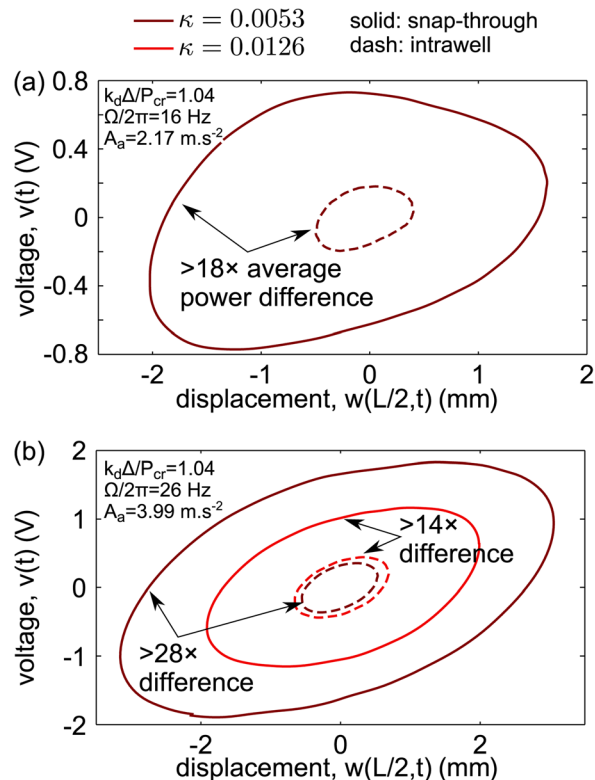 κ = 0.0053 solid: snap-through
κ = 0.0126 dash: intrawell
(a)
k_dΔ/P_cr=1.04
Ω/2π=16 Hz
A_a=2.17 m.s⁻²
voltage, v(t) (V)
0.8
0.4
0
-0.4
-0.8
>18× average
power difference
-2 -1 0 1 2
displacement, w(L/2,t) (mm)
(b)
k_dΔ/P_cr=1.04
Ω/2π=26 Hz
A_a=3.99 m.s⁻²
voltage, v(t) (V)
2
1
0
-1
-2
>14×
difference
>28×
difference
-2 0 2
displacement, w(L/2,t) (mm)